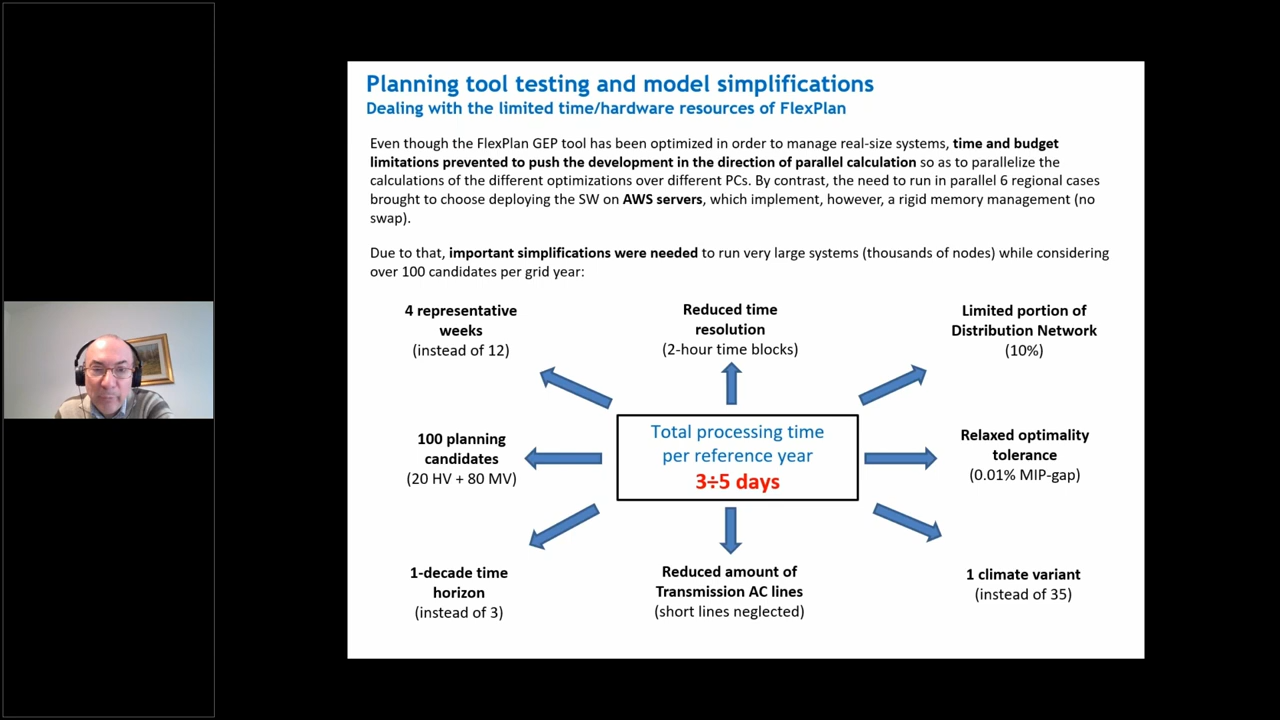 Planning tool testing and model simplifications
Dealing with the limited time/hardware resources of FlexPlan
Even though the FlexPlan GEP tool has been optimized in order to manage real-size systems, time and budget
limitations prevented to push the development in the direction of parallel calculation so as to parallelize the
calculations of the different optimizations over different PCs. By contrast, the need to run in parallel 6 regional cases
brought to choose deploying the SW on AWS servers, which implement, however, a rigid memory management (no
swap).
Due to that, important simplifications were needed to run very large systems (thousands of nodes) while considering
over 100 candidates per grid year:
4 representative
weeks
(instead of 12)
Reduced time
resolution
(2-hour time blocks)
Limited portion of
Distribution Network
(10%)
100 planning
candidates
(20 HV + 80 MV)
Total processing time
per reference year
3÷5 days
Relaxed optimality
tolerance
(0.01% MIP-gap)
1-decade time
horizon
(instead of 3)
Reduced amount of
Transmission AC lines
(short lines neglected)
1 climate variant
(instead of 35)